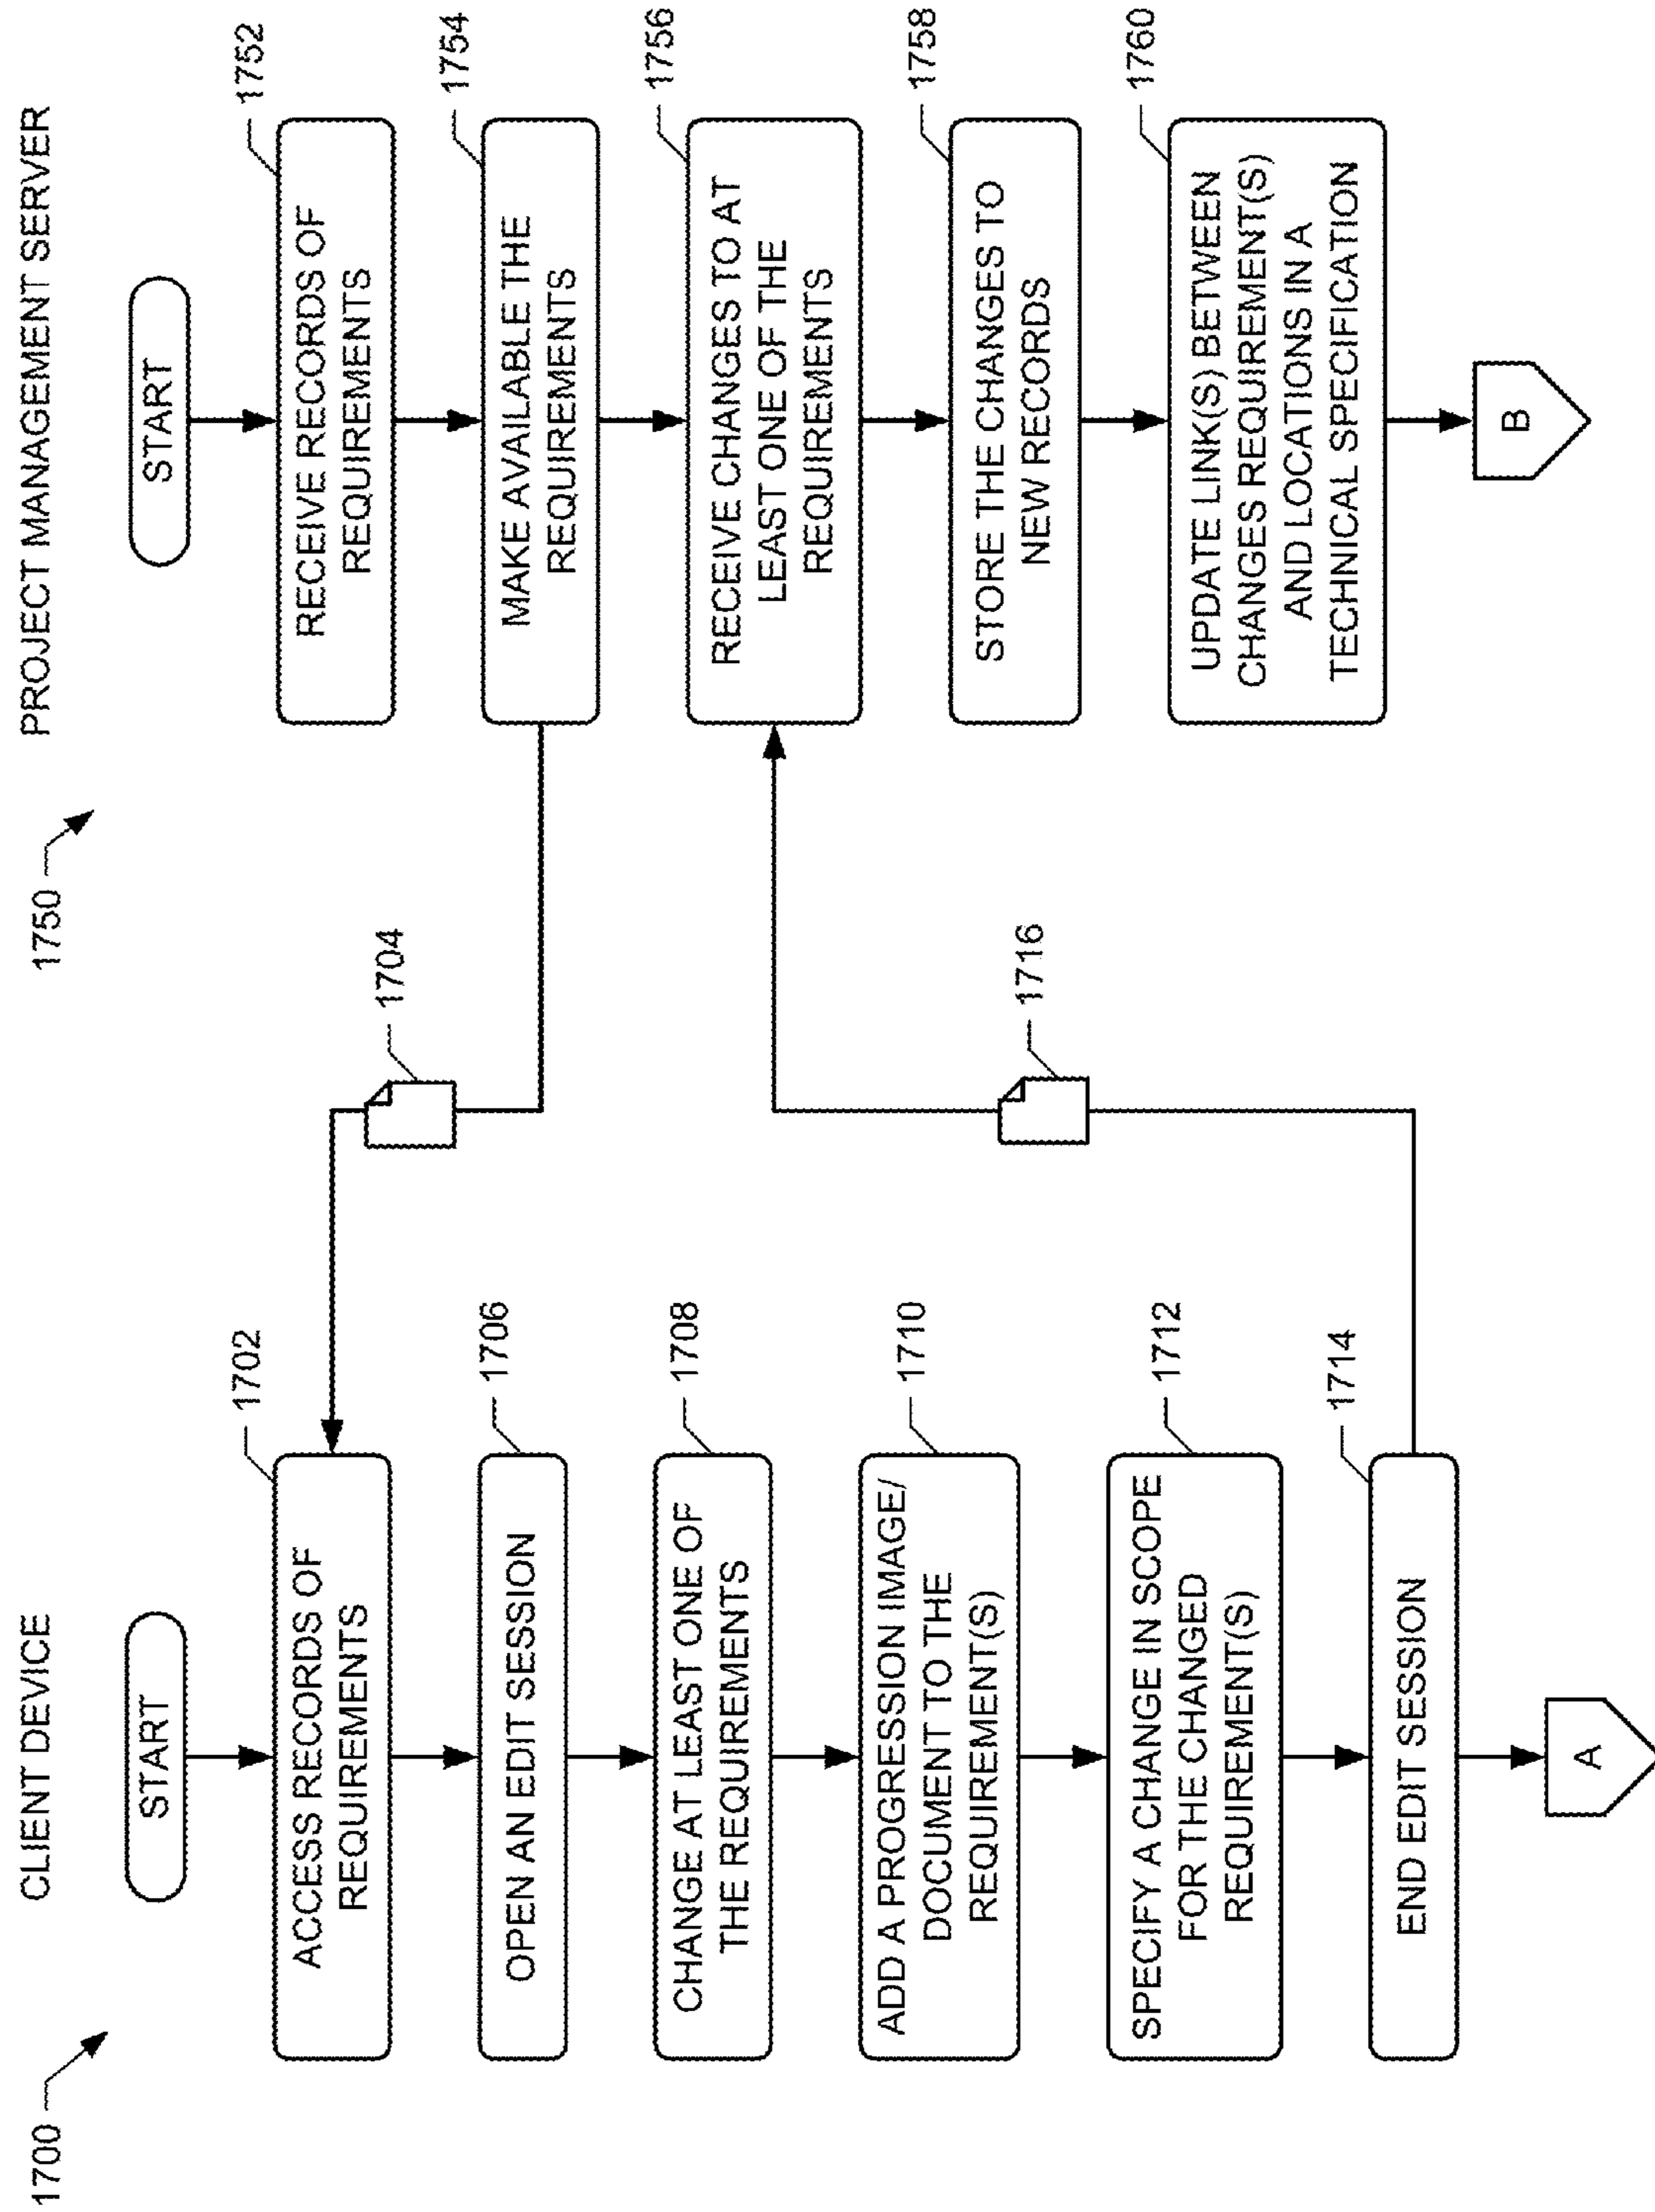 1700
CLIENT DEVICE
START
1702
ACCESS RECORDS OF
REQUIREMENTS
1706
OPEN AN EDIT SESSION
1708
CHANGE AT LEAST ONE OF
THE REQUIREMENTS
1710
ADD A PROGRESSION IMAGE/
DOCUMENT TO THE
REQUIREMENT(S)
1712
SPECIFY A CHANGE IN SCOPE
FOR THE CHANGED
REQUIREMENT(S)
1714
END EDIT SESSION
A
1704
1716
1750
PROJECT MANAGEMENT SERVER
START
1752
RECEIVE RECORDS OF
REQUIREMENTS
1754
MAKE AVAILABLE THE
REQUIREMENTS
1756
RECEIVE CHANGES TO AT
LEAST ONE OF THE
REQUIREMENTS
1758
STORE THE CHANGES TO
NEW RECORDS
1760
UPDATE LINK(S) BETWEEN
CHANGES REQUIREMENT(S)
AND LOCATIONS IN A
TECHNICAL SPECIFICATION
B